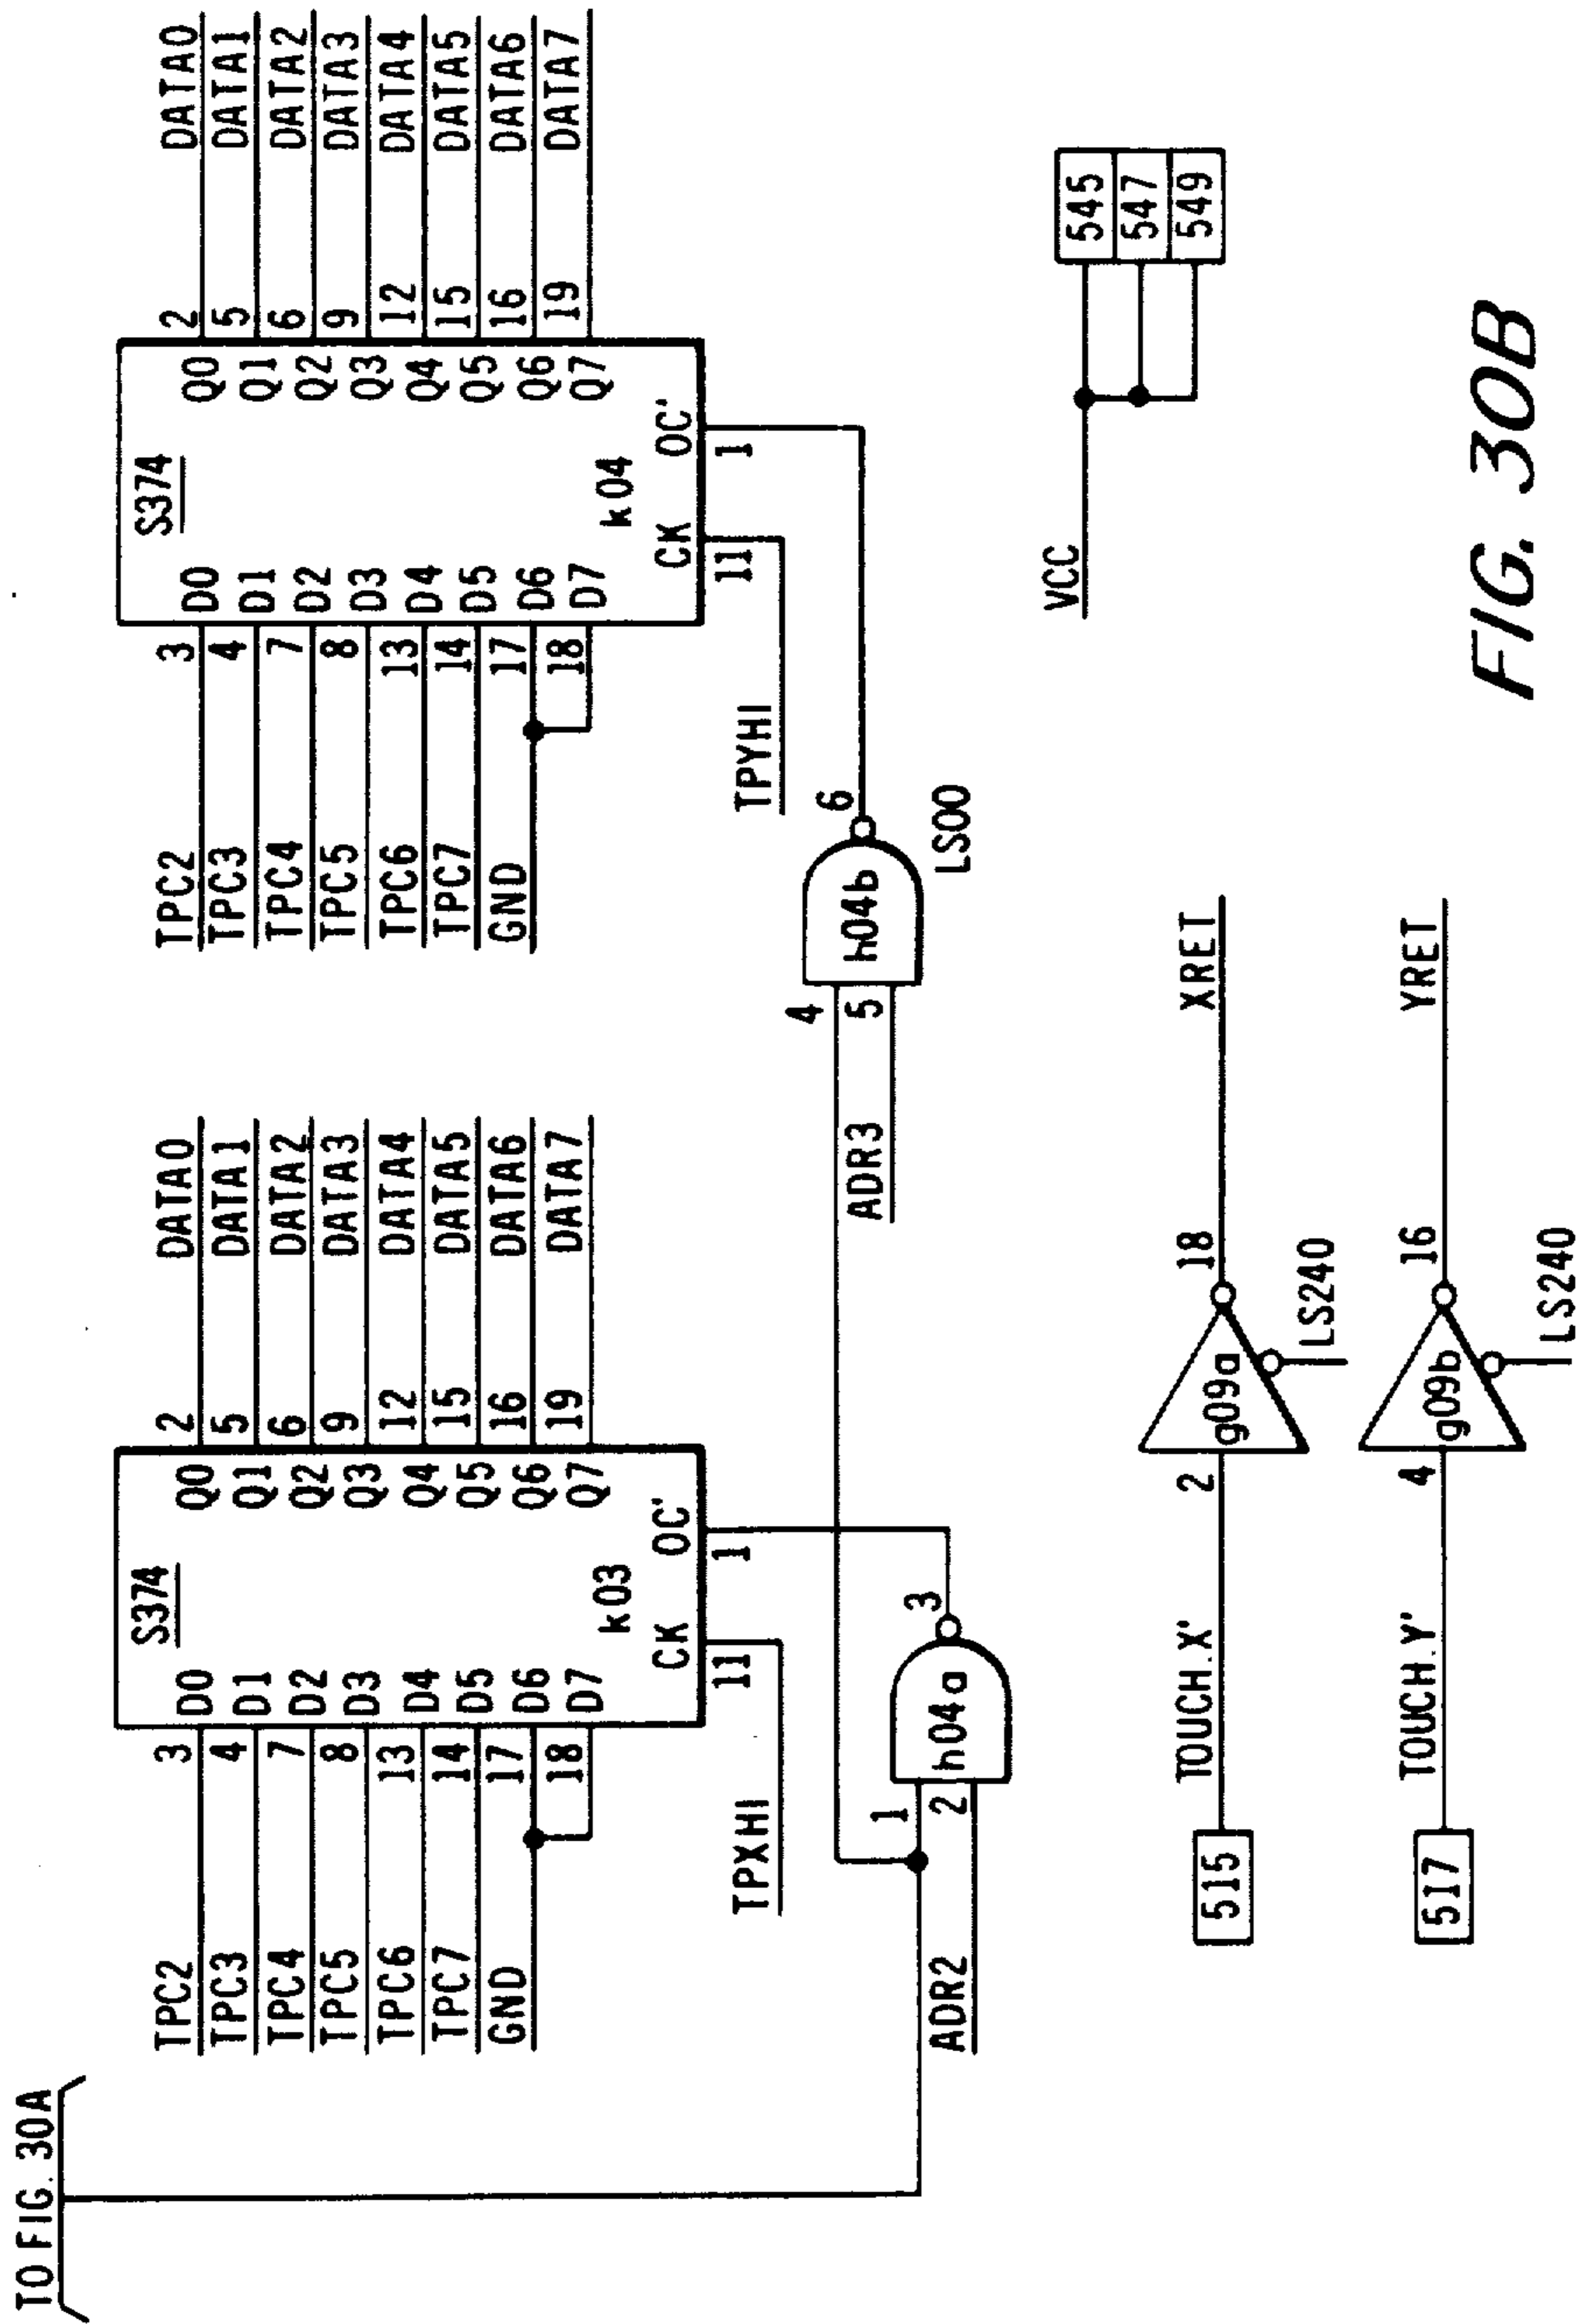 TO FIG. 30A
TPC2 3 D0 S374 Q0 2 DATA0
TPC3 4 D1 Q1 5 DATA1
TPC4 7 D2 Q2 6 DATA2
TPC5 8 D3 Q3 9 DATA3
TPC6 13 D4 Q4 12 DATA4
TPC7 14 D5 Q5 15 DATA5
GND 17 D6 Q6 16 DATA6
18 D7 k03 Q7 19 DATA7
CK OC'
TPXHI 11 1
TPC2 3 D0 S374 Q0 2 DATA0
TPC3 4 D1 Q1 5 DATA1
TPC4 7 D2 Q2 6 DATA2
TPC5 8 D3 Q3 9 DATA3
TPC6 13 D4 Q4 12 DATA4
TPC7 14 D5 Q5 15 DATA5
GND 17 D6 Q6 16 DATA6
18 D7 k04 Q7 19 DATA7
CK OC'
TPYHI 11 1
4
ADR3 5 h04b 6
LS00
1
ADR2 2 h04a 3
515 TOUCH.X' 2 g09a 18 XRET
LS240
517 TOUCH.Y' 4 g09b 16 YRET
LS240
VCC 545
547
549
FIG. 30B